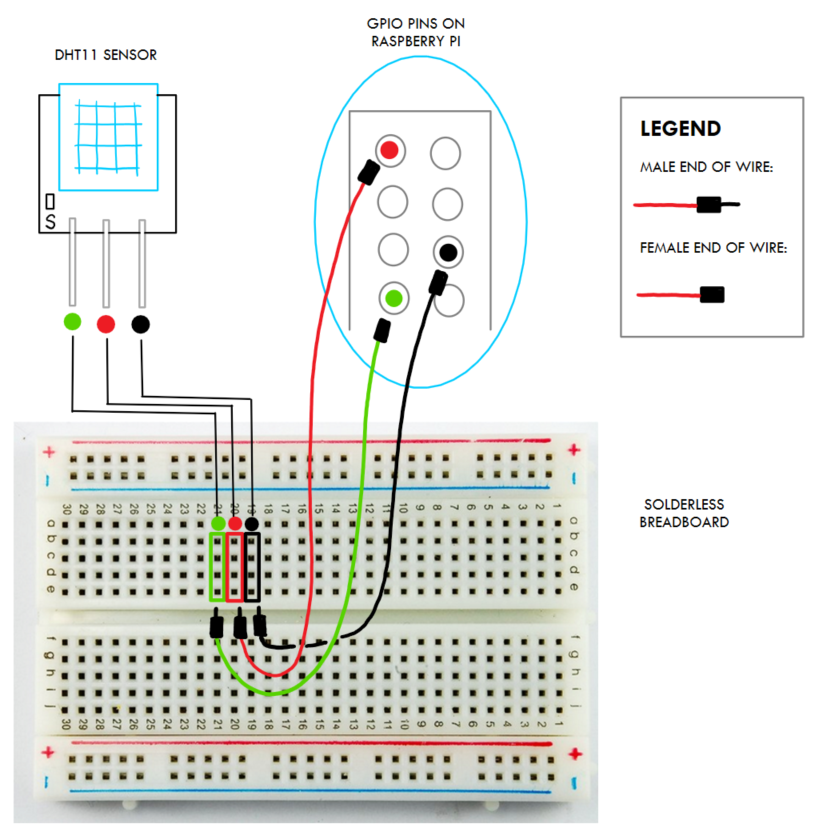 GPIO PINS ON
RASPBERRY PI
DHT11 SENSOR
LEGEND
MALE END OF WIRE:
FEMALE END OF WIRE:
S
+ +
- -
30 29 28 27 26 25 24 23 22 21 20 19 18 17 16 15 14 13 12 11 10 9 8 7 6 5 4 3 2 1
a a
b b
c c
d d
e e
SOLDERLESS
BREADBOARD
f f
g g
h h
i i
j j
30 29 28 27 26 25 24 23 22 21 20 19 18 17 16 15 14 13 12 11 10 9 8 7 6 5 4 3 2 1
+ +
- -